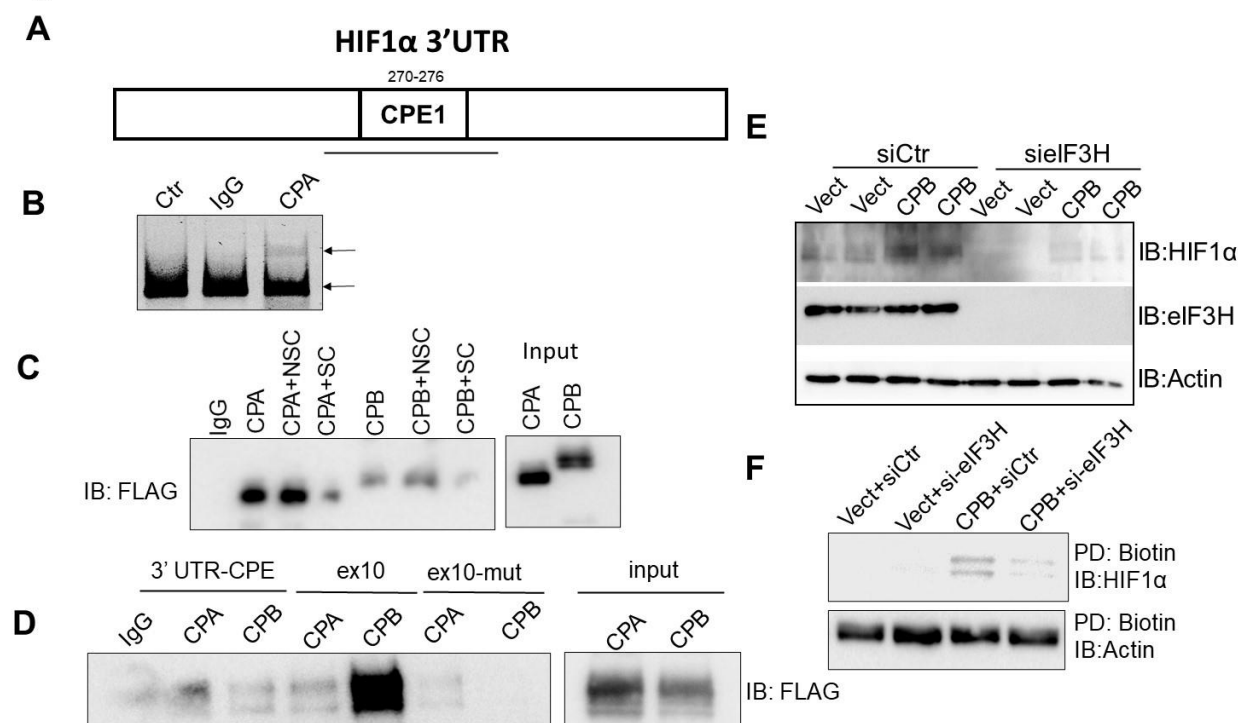 A
HIF1α 3’UTR
270-276
CPE1
B
Ctr
IgG
CPA
C
IgG
CPA
CPA+NSC
CPA+SC
CPB
CPB+NSC
CPB+SC
Input
CPA
CPB
IB: FLAG
D
3’ UTR-CPE
ex10
ex10-mut
input
IgG
CPA
CPB
CPA
CPB
CPA
CPB
CPA
CPB
IB: FLAG
E
siCtr
sieIF3H
Vect
Vect
CPB
CPB
Vect
Vect
CPB
CPB
IB:HIF1α
IB:eIF3H
IB:Actin
F
Vect+siCtr
Vect+si-eIF3H
CPB+siCtr
CPB+si-eIF3H
PD: Biotin
IB:HIF1α
PD: Biotin
IB:Actin